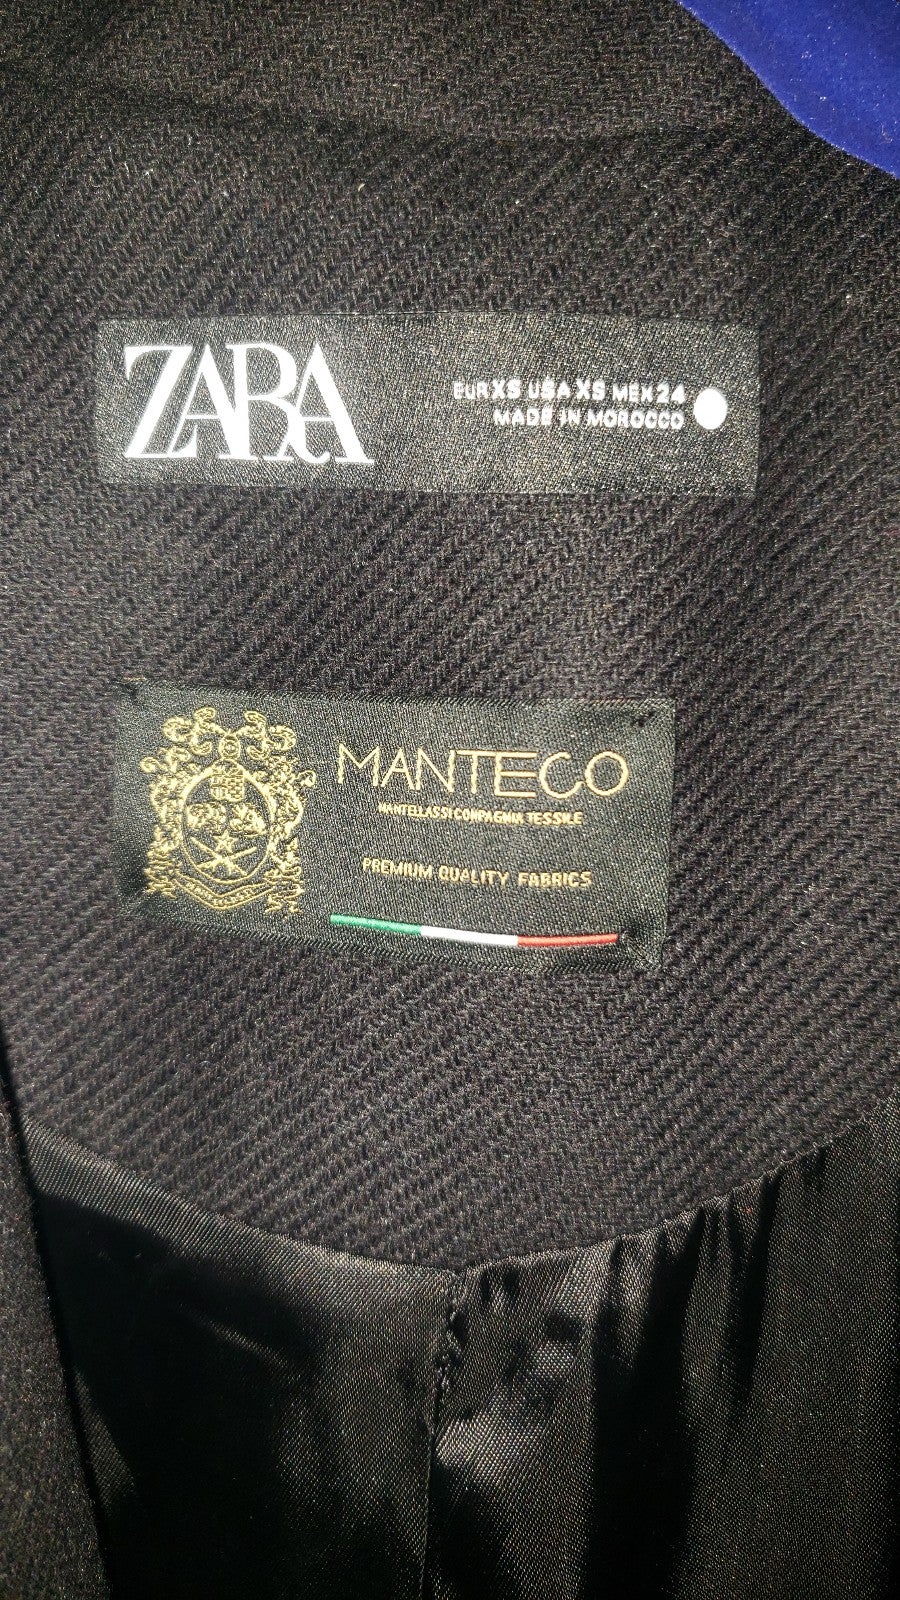 ZARA
EUR XS USA XS MEX 24
MADE IN MOROCCO
MANTECO
MANTELLASSI COMPAGNIA TESSILE
PREMIUM QUALITY FABRICS